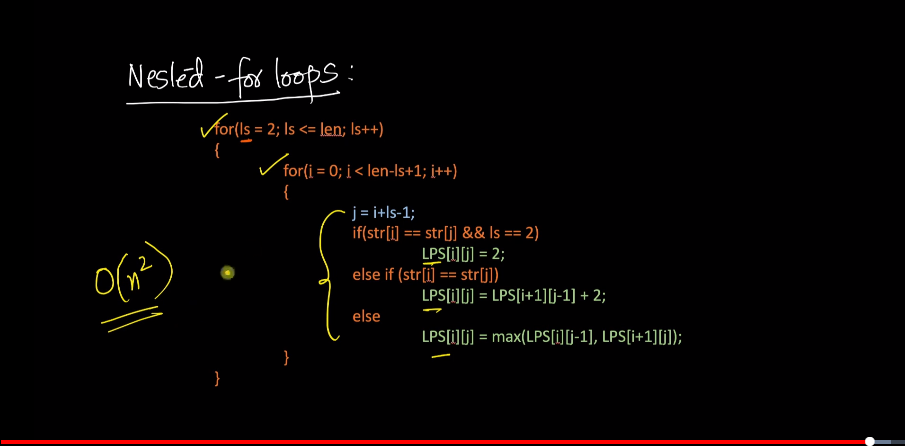 Nested-for loops:
for(ls = 2; ls <= len; ls++)
{
for(i = 0; i < len-ls+1; i++)
{
j = i+ls-1;
if(str[i] == str[j] && ls == 2)
LPS[i][j] = 2;
else if (str[i] == str[j])
O(n²)
LPS[i][j] = LPS[i+1][j-1] + 2;
else
LPS[i][j] = max(LPS[i][j-1], LPS[i+1][j]);
}
}